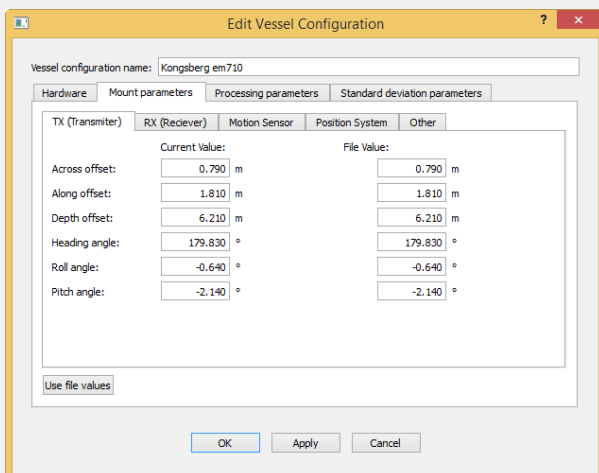 Edit Vessel Configuration
? ×
Vessel configuration name: Kongsberg em710
Hardware Mount parameters Processing parameters Standard deviation parameters
TX (Transmiter) RX (Reciever) Motion Sensor Position System Other
Current Value: File Value:
Across offset: 0.790 m 0.790 m
Along offset: 1.810 m 1.810 m
Depth offset: 6.210 m 6.210 m
Heading angle: 179.830 ° 179.830 °
Roll angle: -0.640 ° -0.640 °
Pitch angle: -2.140 ° -2.140 °
Use file values
OK Apply Cancel